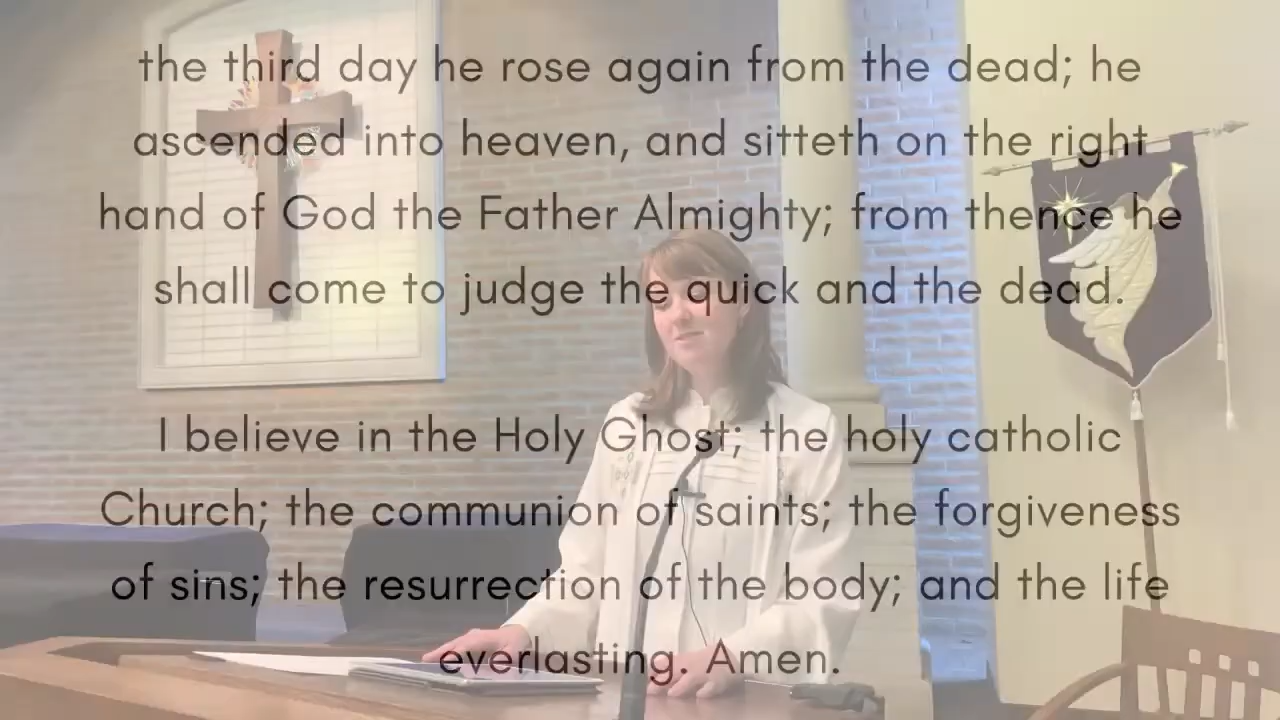 the third day he rose again from the dead; he
ascended into heaven, and sitteth on the right
hand of God the Father Almighty; from thence he
shall come to judge the quick and the dead.
I believe in the Holy Ghost; the holy catholic
Church; the communion of saints; the forgiveness
of sins; the resurrection of the body; and the life
everlasting. Amen.